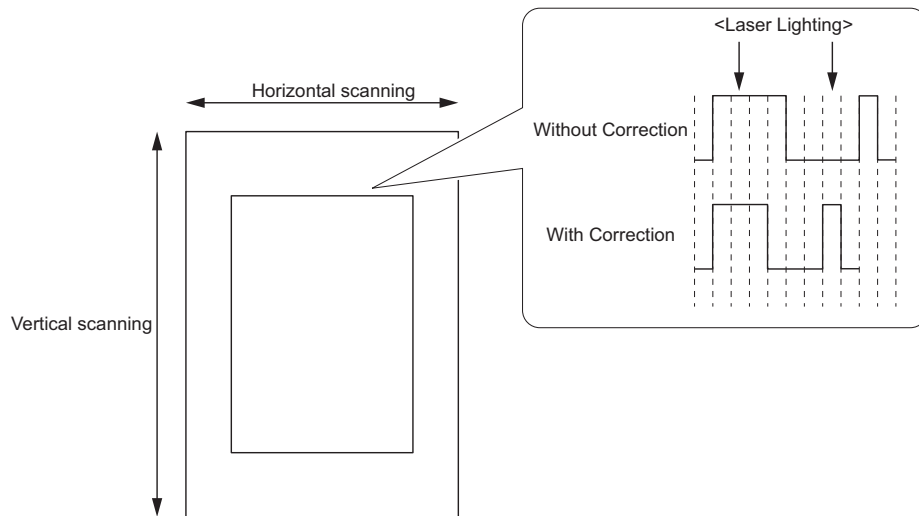 <Laser Lighting>
Horizontal scanning
Without Correction
With Correction
Vertical scanning